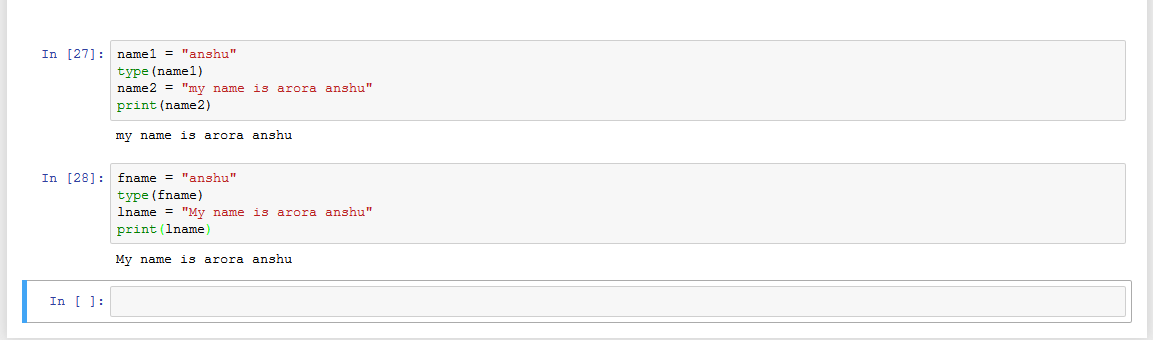 In [27]: name1 = "anshu"
type(name1)
name2 = "my name is arora anshu"
print(name2)
my name is arora anshu
In [28]: fname = "anshu"
type(fname)
lname = "My name is arora anshu"
print(lname)
My name is arora anshu
In [ ]: